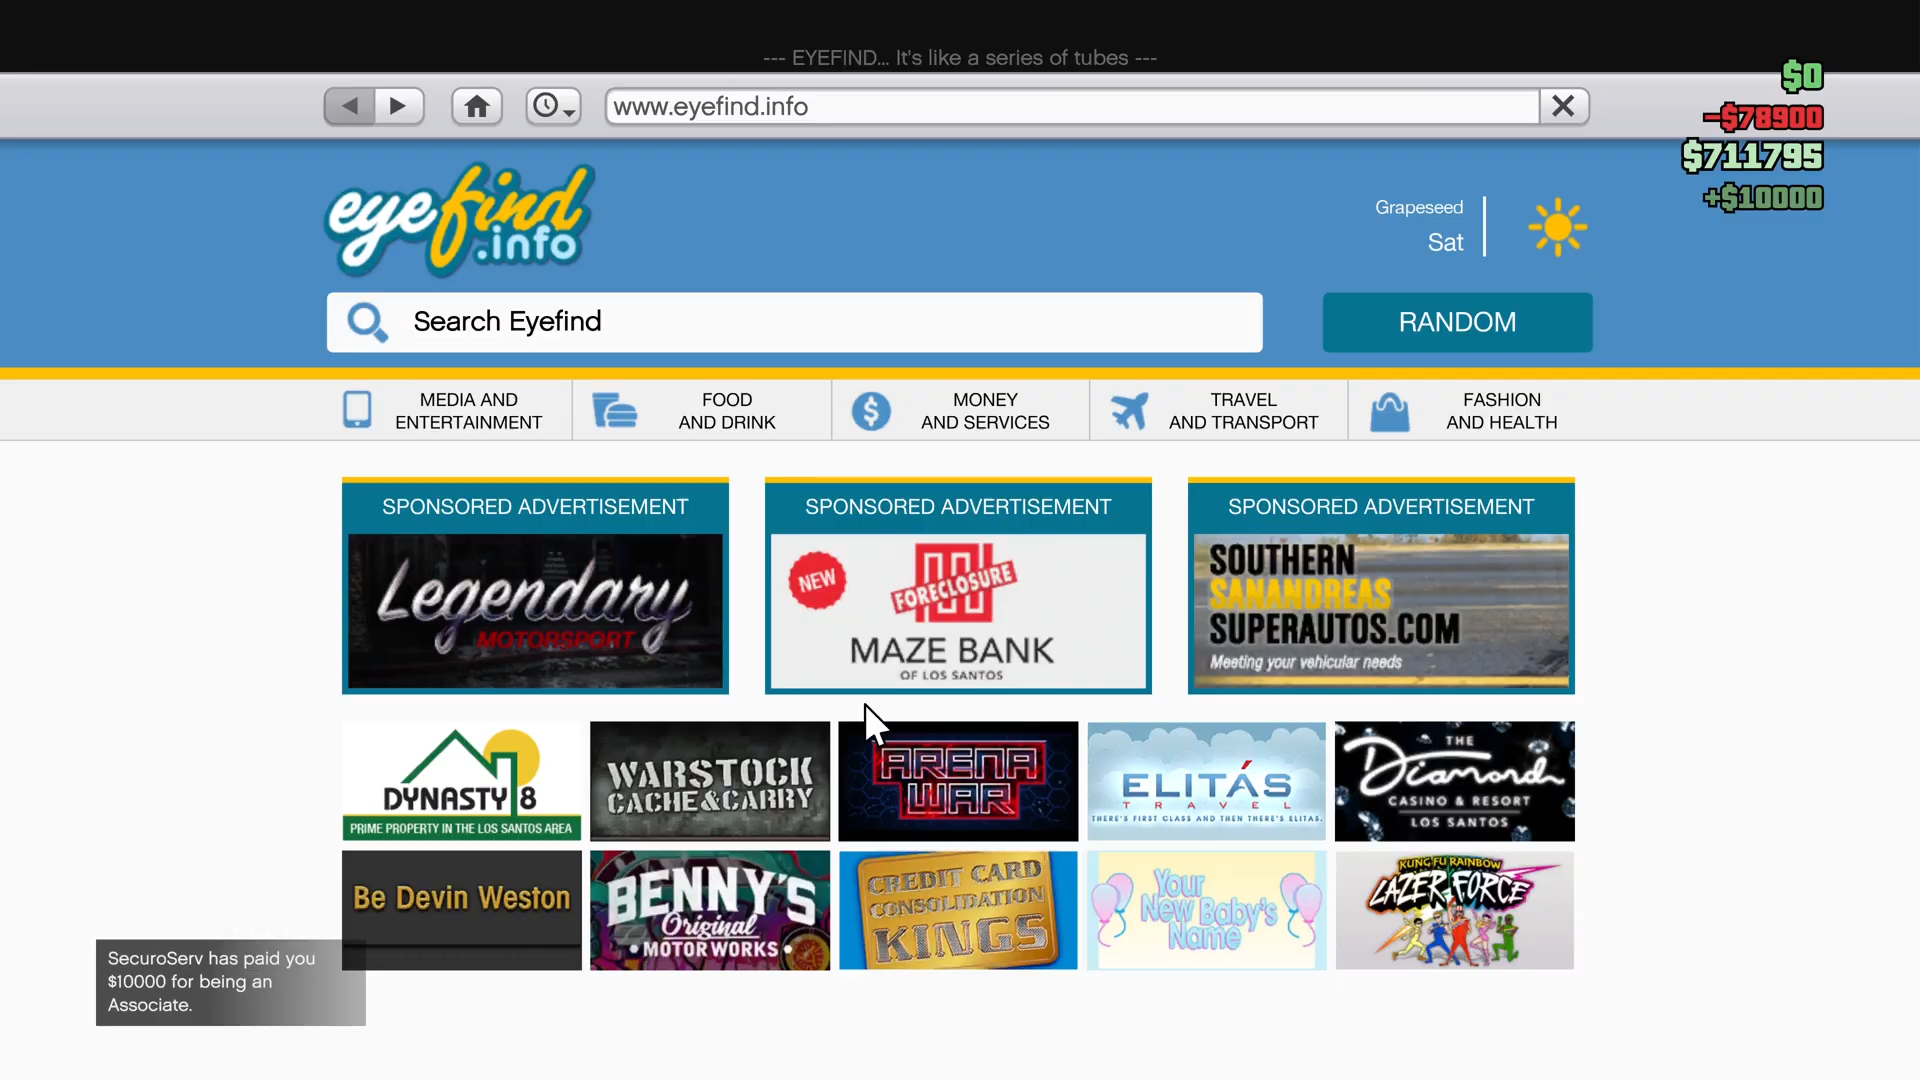 --- EYEFIND... It's like a series of tubes ---
www.eyefind.info
$0
-$78900
$711795
+$10000
eyefind
.info
Grapeseed
Sat
Search Eyefind
RANDOM
MEDIA AND
ENTERTAINMENT
FOOD
AND DRINK
MONEY
AND SERVICES
TRAVEL
AND TRANSPORT
FASHION
AND HEALTH
SPONSORED ADVERTISEMENT
Legendary
MOTORSPORT
SPONSORED ADVERTISEMENT
NEW
FORECLOSURE
MAZE BANK
OF LOS SANTOS
SPONSORED ADVERTISEMENT
SOUTHERN
SANANDREAS
SUPERAUTOS.COM
Meeting your vehicular needs
DYNASTY 8
PRIME PROPERTY IN THE LOS SANTOS AREA
WARSTOCK
CACHE&CARRY
ARENA
WAR
ELITÁS
TRAVEL
THERE'S FIRST CLASS AND THEN THERE'S ELITAS.
THE
Diamond
CASINO & RESORT
LOS SANTOS
Be Devin Weston
BENNY'S
Original
MOTOR WORKS
CREDIT CARD
CONSOLIDATION
KINGS
Your
New Baby's
Name
KUNG FU RAINBOW
LAZER FORCE
SecuroServ has paid you
$10000 for being an
Associate.